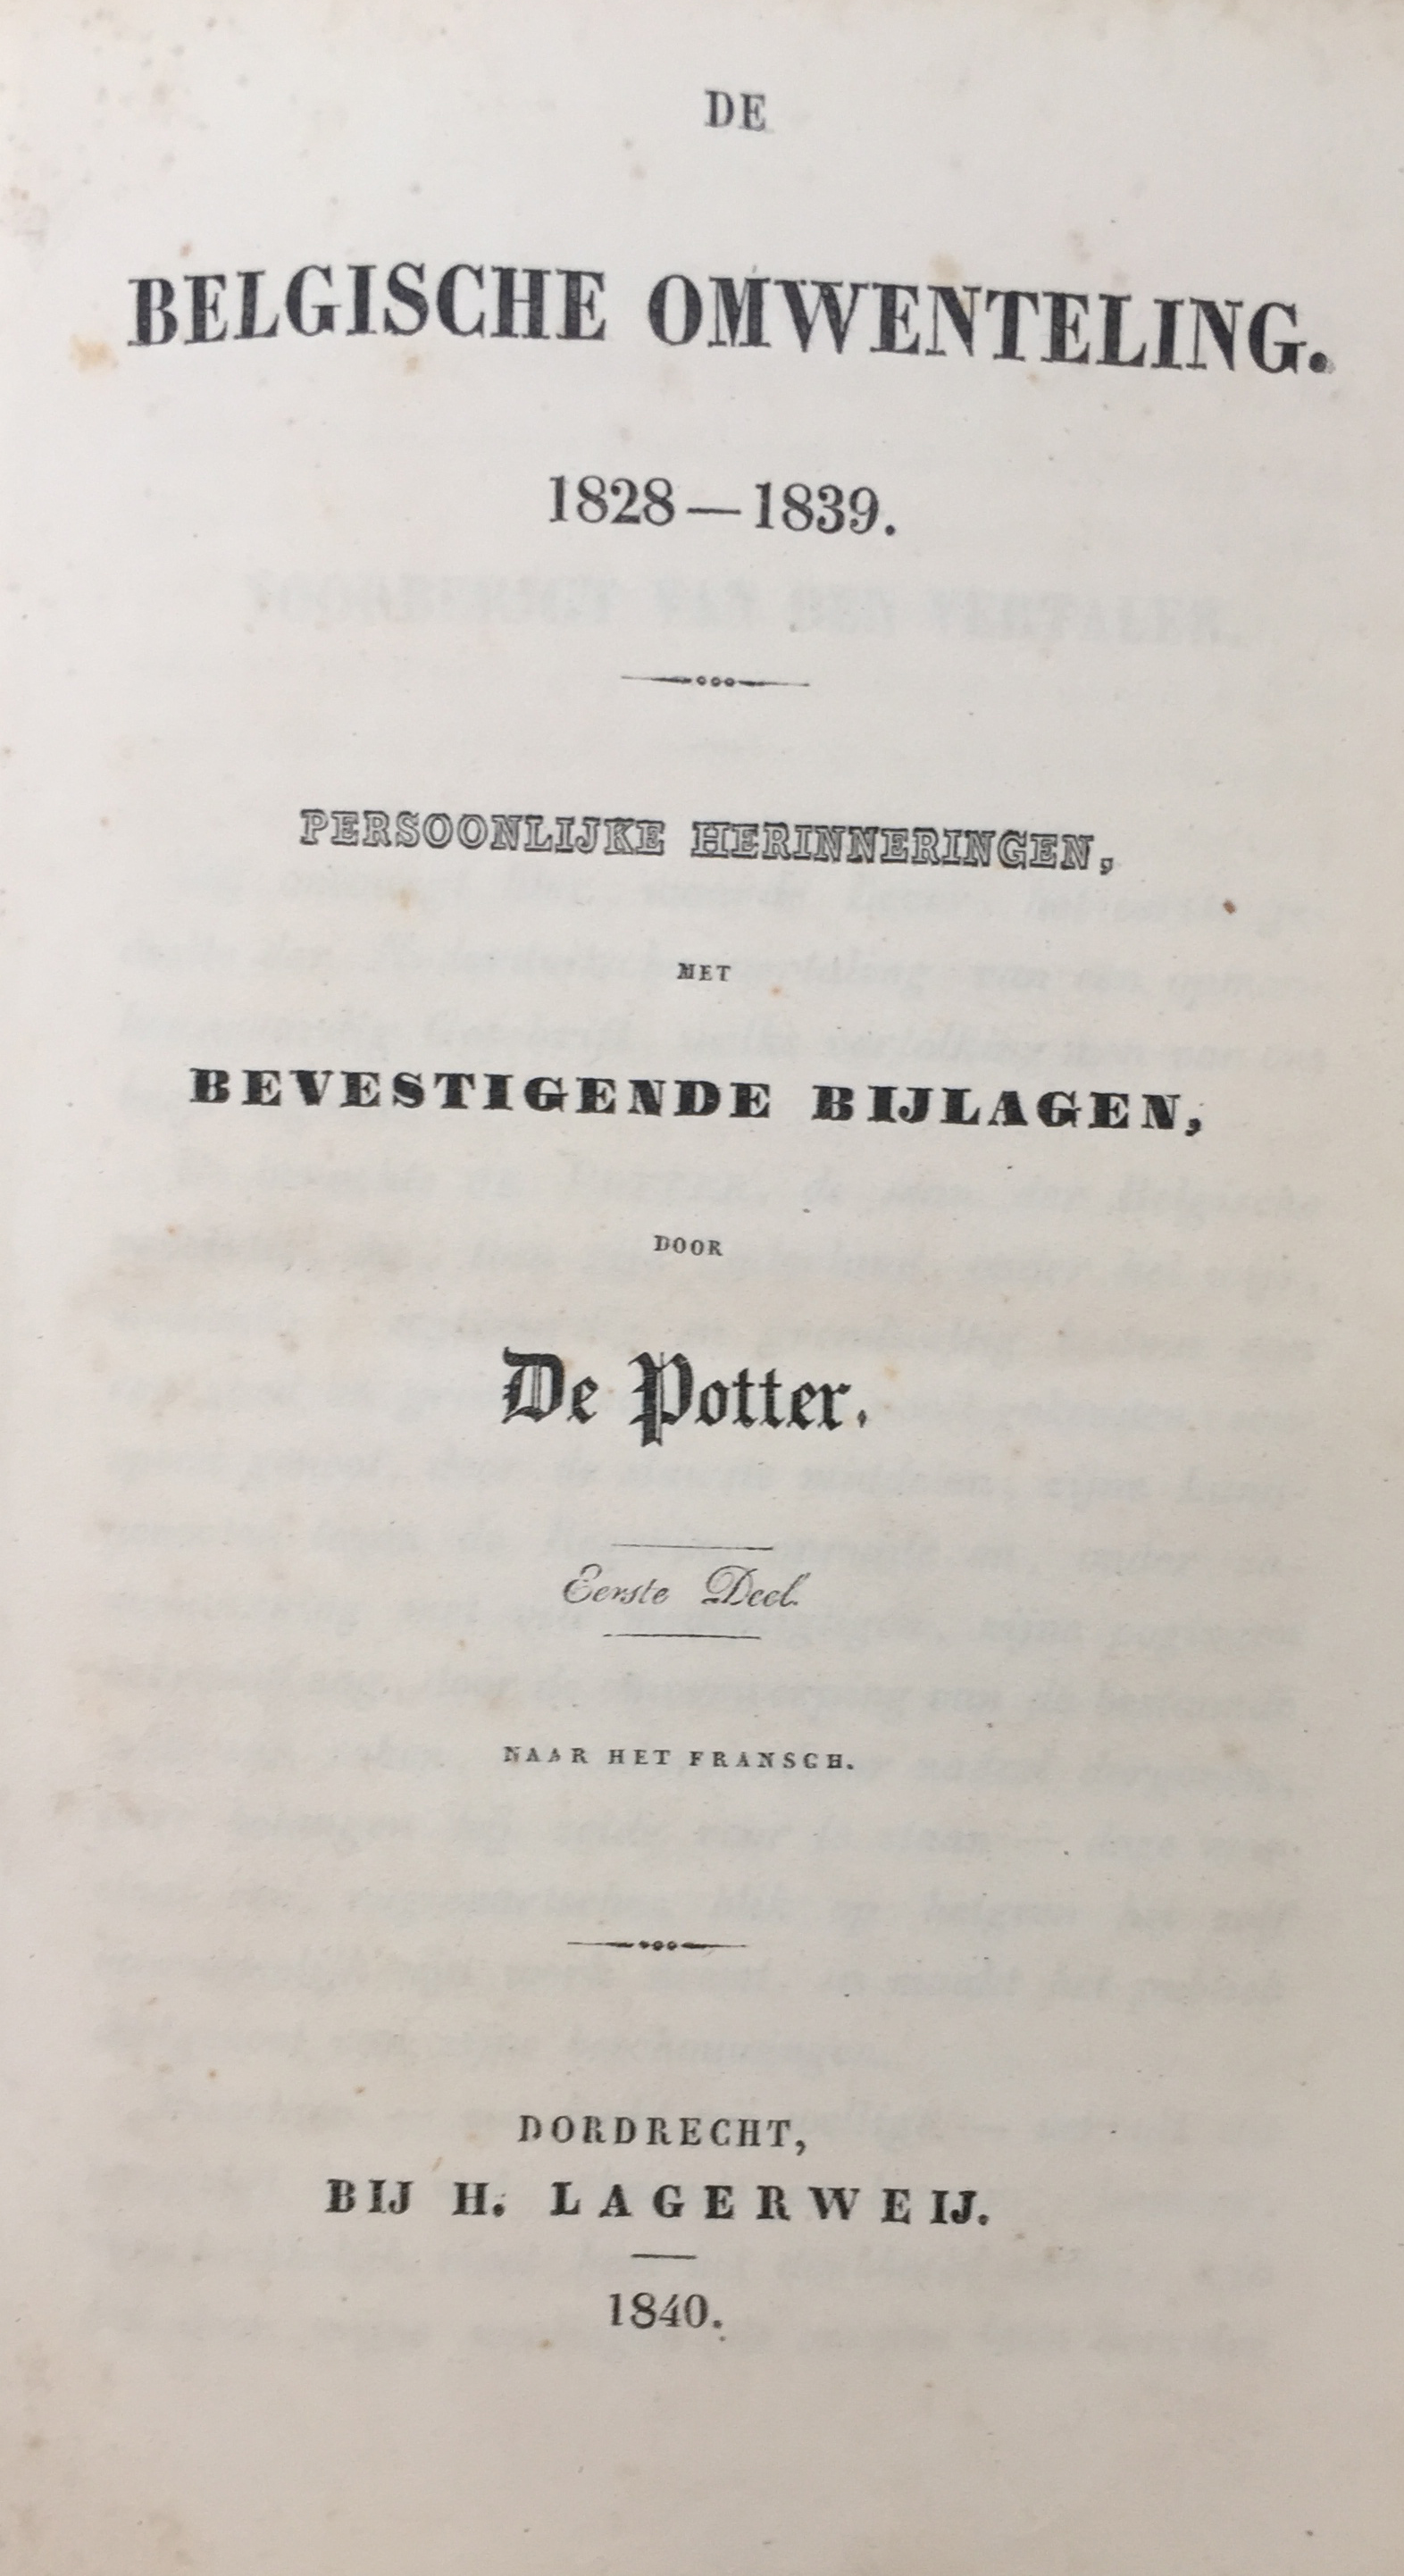 DE
BELGISCHE OMWENTELING.
1828—1839.
PERSOONLIJKE HERINNERINGEN,
MET
BEVESTIGENDE BIJLAGEN,
DOOR
De Potter.
Eerste Deel.
NAAR HET FRANSCH.
DORDRECHT,
BIJ H. LAGERWEIJ.
1840.